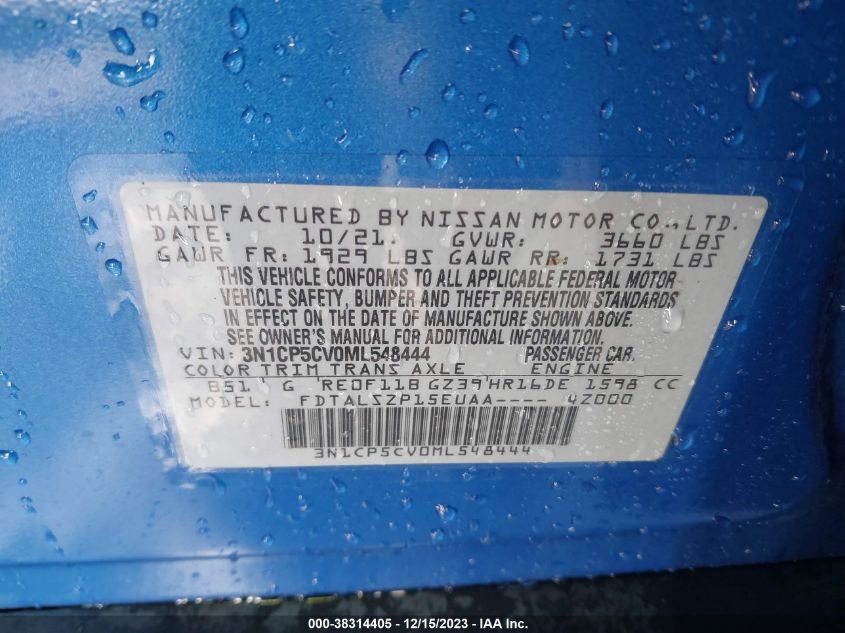 MANUFACTURED BY NISSAN MOTOR CO.,LTD.
DATE: 10/21. GVWR: 3660 LBS
GAWR FR: 1929 LBS GAWR RR: 1731 LBS
THIS VEHICLE CONFORMS TO ALL APPLICABLE FEDERAL MOTOR
VEHICLE SAFETY, BUMPER AND THEFT PREVENTION STANDARDS
IN EFFECT ON THE DATE OF MANUFACTURE SHOWN ABOVE.
SEE OWNER'S MANUAL FOR ADDITIONAL INFORMATION.
VIN: 3N1CP5CV0ML548444 PASSENGER CAR.
COLOR TRIM TRANS AXLE ENGINE
B51 G RE0F11B GZ39 HR16DE 1598 CC
MODEL: FDTALSZP15EUAA---- 4Z000
3N1CP5CV0ML548444
000-38314405 - 12/15/2023 - IAA Inc.